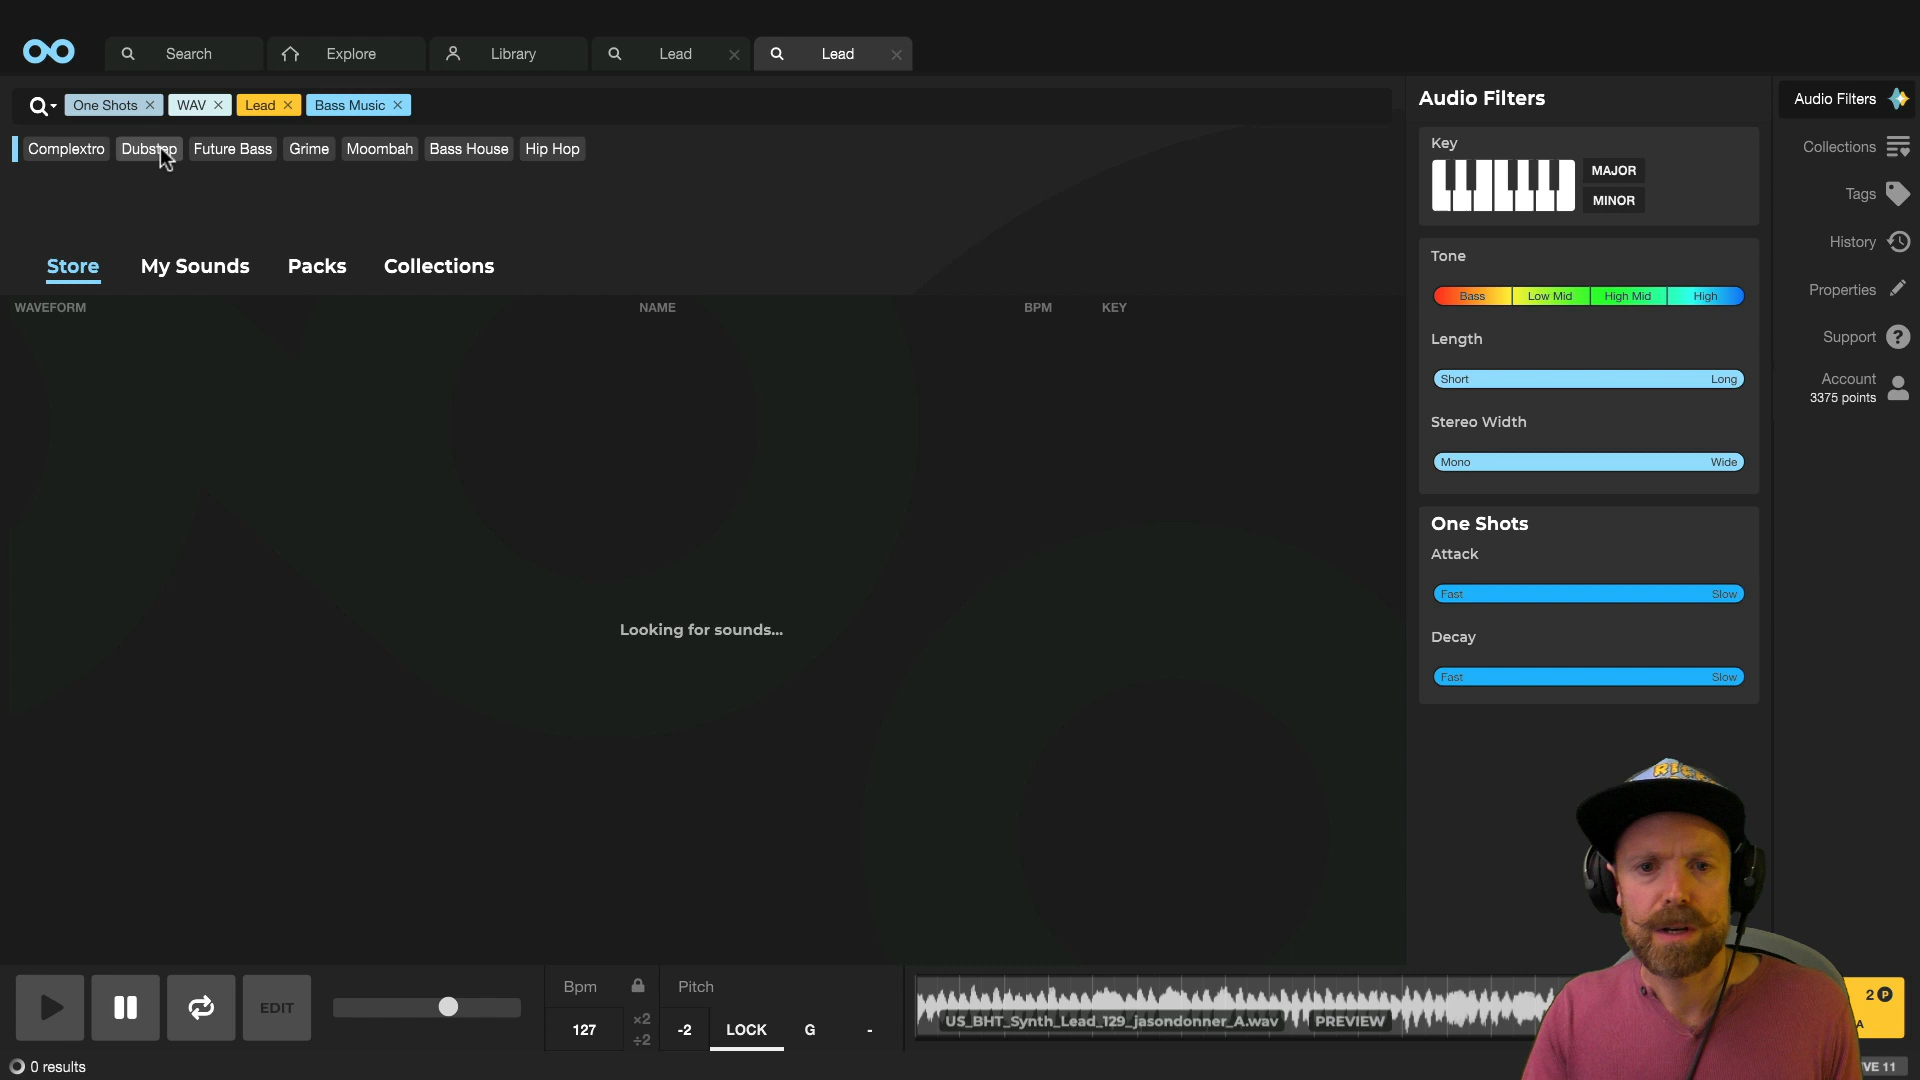 Search
Explore
Library
Lead
Lead
One Shots
WAV
Lead
Bass Music
Complextro
Dubstep
Future Bass
Grime
Moombah
Bass House
Hip Hop
Store
My Sounds
Packs
Collections
WAVEFORM
NAME
BPM
KEY
Looking for sounds...
Audio Filters
Key
MAJOR
MINOR
Tone
Bass
Low Mid
High Mid
High
Length
Short
Long
Stereo Width
Mono
Wide
One Shots
Attack
Fast
Slow
Decay
Fast
Slow
Audio Filters
Collections
Tags
History
Properties
Support
Account
3375 points
EDIT
Bpm
127
×2
÷2
Pitch
-2
LOCK
G
-
US_BHT_Synth_Lead_129_jasondonner_A.wav
PREVIEW
2 P
A
VE 11
0 results